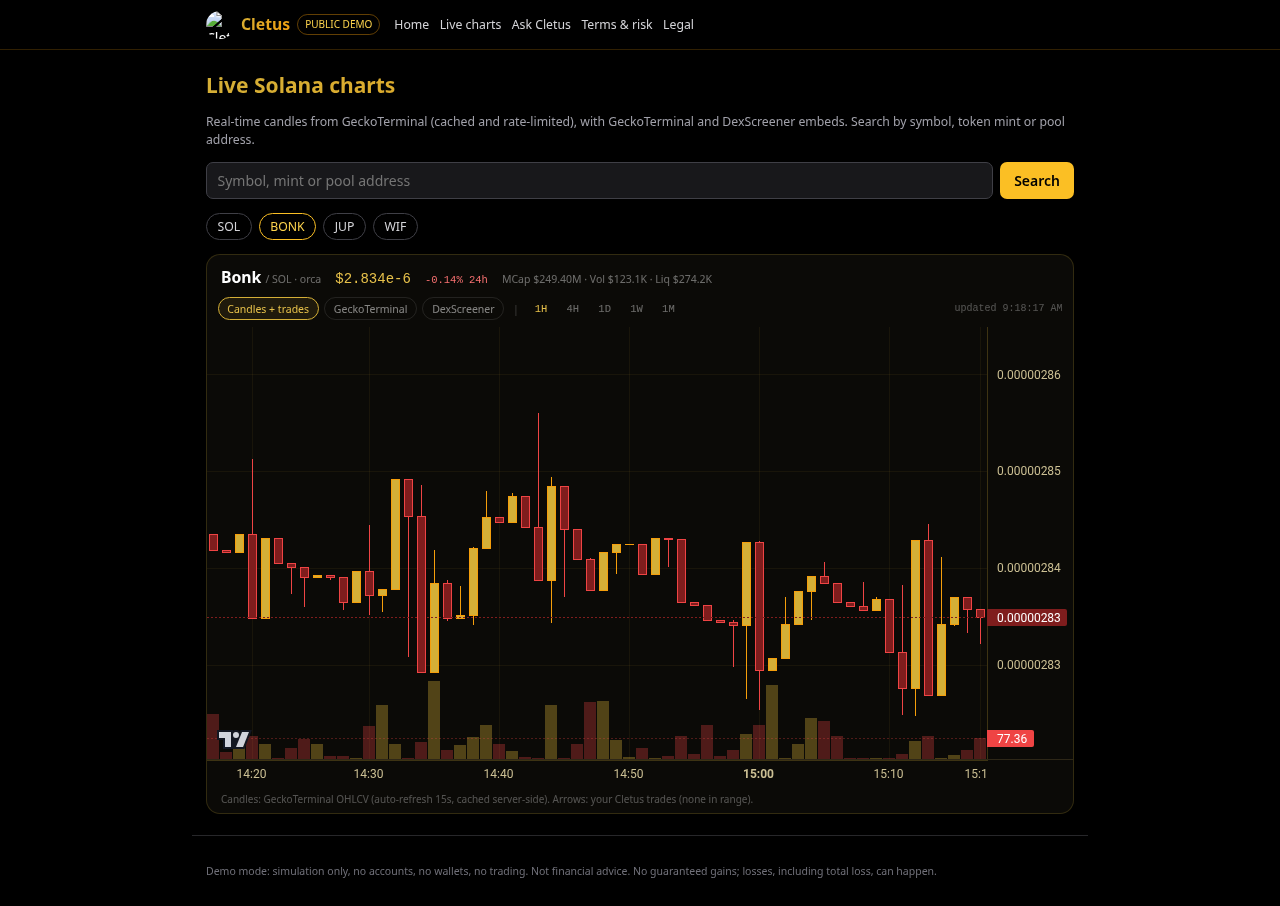 Cletus PUBLIC DEMO Home Live charts Ask Cletus Terms & risk Legal
Live Solana charts
Real-time candles from GeckoTerminal (cached and rate-limited), with GeckoTerminal and DexScreener embeds. Search by symbol, token mint or pool
address.
Symbol, mint or pool address Search
SOL BONK JUP WIF
Bonk / SOL · orca $2.834e-6 -0.14% 24h MCap $249.40M · Vol $123.1K · Liq $274.2K
Candles + trades GeckoTerminal DexScreener | 1H 4H 1D 1W 1M updated 9:18:17 AM
0.00000286
0.00000285
0.00000284
0.00000283
0.00000283
77.36
14:20 14:30 14:40 14:50 15:00 15:10 15:1
Candles: GeckoTerminal OHLCV (auto-refresh 15s, cached server-side). Arrows: your Cletus trades (none in range).
Demo mode: simulation only, no accounts, no wallets, no trading. Not financial advice. No guaranteed gains; losses, including total loss, can happen.